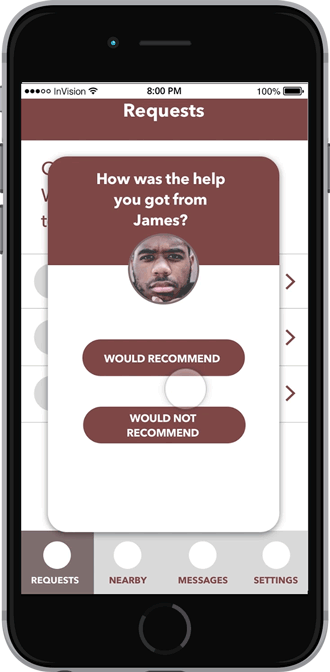 ●●●○○ InVision 8:00 PM 100%
Requests
How was the help
you got from
James?
WOULD RECOMMEND
WOULD NOT
RECOMMEND
REQUESTS NEARBY MESSAGES SETTINGS